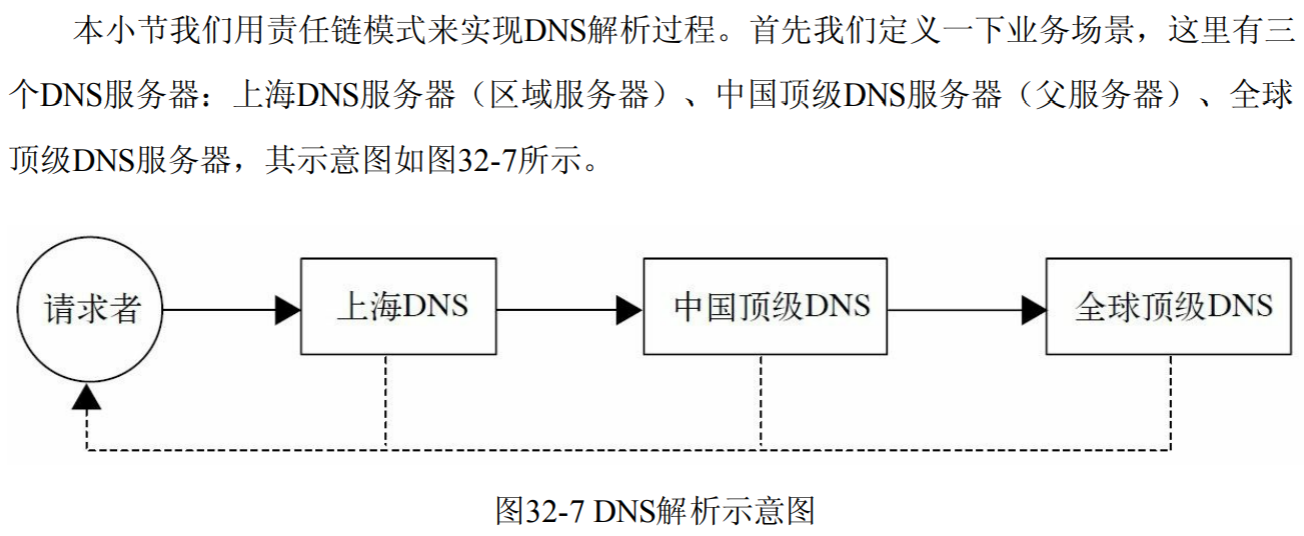 本小节我们用责任链模式来实现DNS解析过程。首先我们定义一下业务场景，这里有三
个DNS服务器：上海DNS服务器（区域服务器）、中国顶级DNS服务器（父服务器）、全球
顶级DNS服务器，其示意图如图32-7所示。
请求者
上海DNS
中国顶级DNS
全球顶级DNS
图32-7 DNS解析示意图